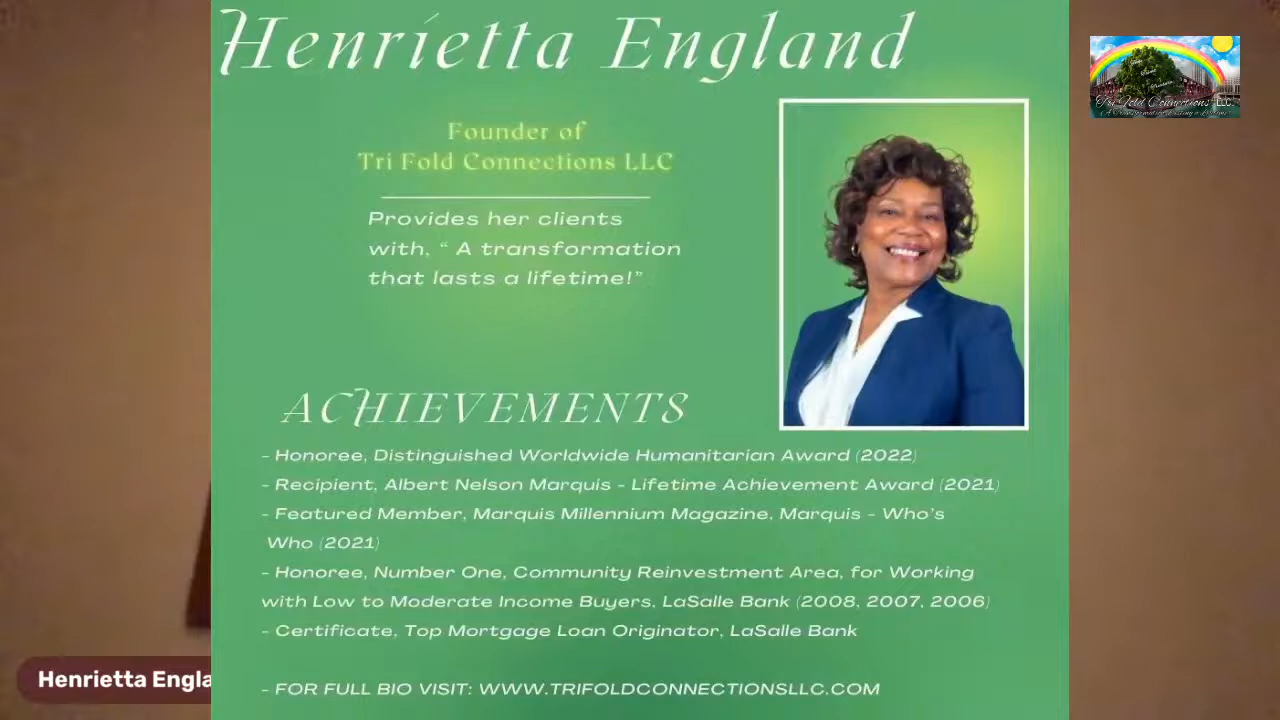 Henrietta England
Founder of
Tri Fold Connections LLC
Provides her clients
with, “ A transformation
that lasts a lifetime!”
ACHIEVEMENTS
- Honoree, Distinguished Worldwide Humanitarian Award (2022)
- Recipient, Albert Nelson Marquis - Lifetime Achievement Award (2021)
- Featured Member, Marquis Millennium Magazine, Marquis - Who's
Who (2021)
- Honoree, Number One, Community Reinvestment Area, for Working
with Low to Moderate Income Buyers, LaSalle Bank (2008, 2007, 2006)
- Certificate, Top Mortgage Loan Originator, LaSalle Bank
- FOR FULL BIO VISIT: WWW.TRIFOLDCONNECTIONSLLC.COM
Henrietta Engla
Tri Fold Connections LLC.